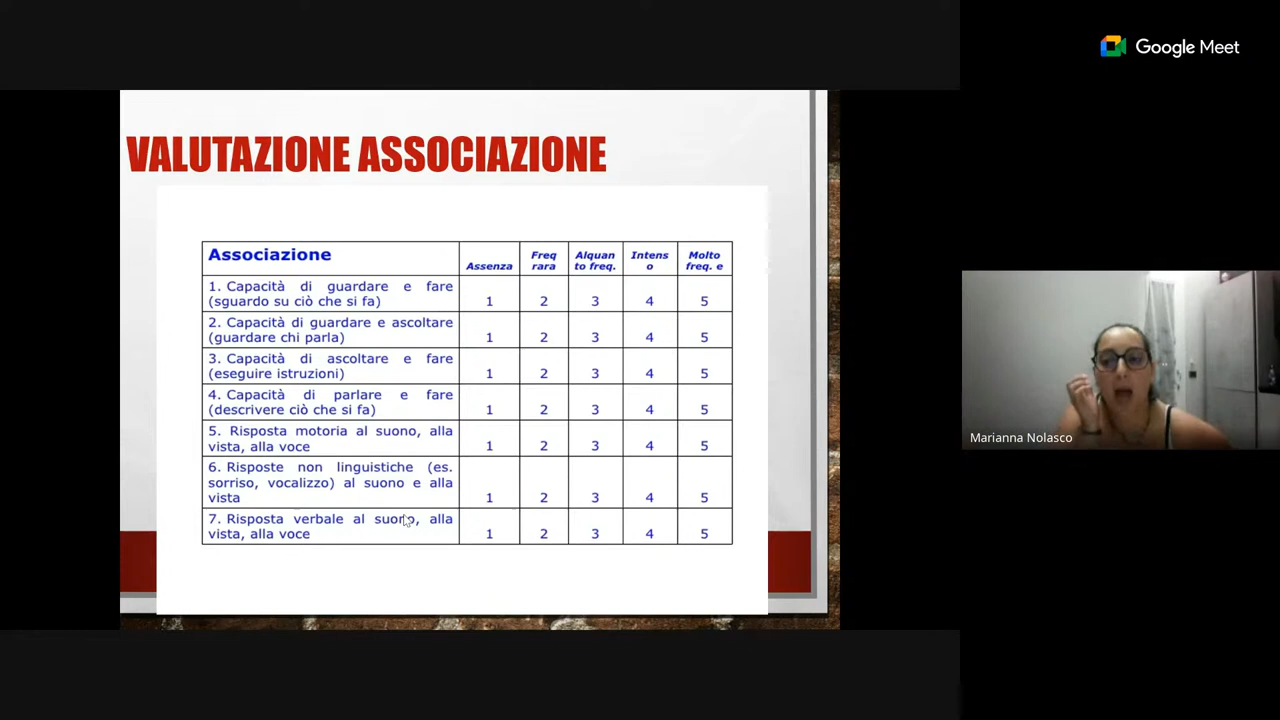 Google Meet
VALUTAZIONE ASSOCIAZIONE
Associazione
Assenza
Freq
rara
Alquan
to freq.
Intens
o
Molto
freq. e
1. Capacità di guardare e fare
(sguardo su ciò che si fa)
1 2 3 4 5
2. Capacità di guardare e ascoltare
(guardare chi parla)
1 2 3 4 5
3. Capacità di ascoltare e fare
(eseguire istruzioni)
1 2 3 4 5
4. Capacità di parlare e fare
(descrivere ciò che si fa)
1 2 3 4 5
5. Risposta motoria al suono, alla
vista, alla voce
1 2 3 4 5
6. Risposte non linguistiche (es.
sorriso, vocalizzo) al suono e alla
vista
1 2 3 4 5
7. Risposta verbale al suono, alla
vista, alla voce
1 2 3 4 5
Marianna Nolasco